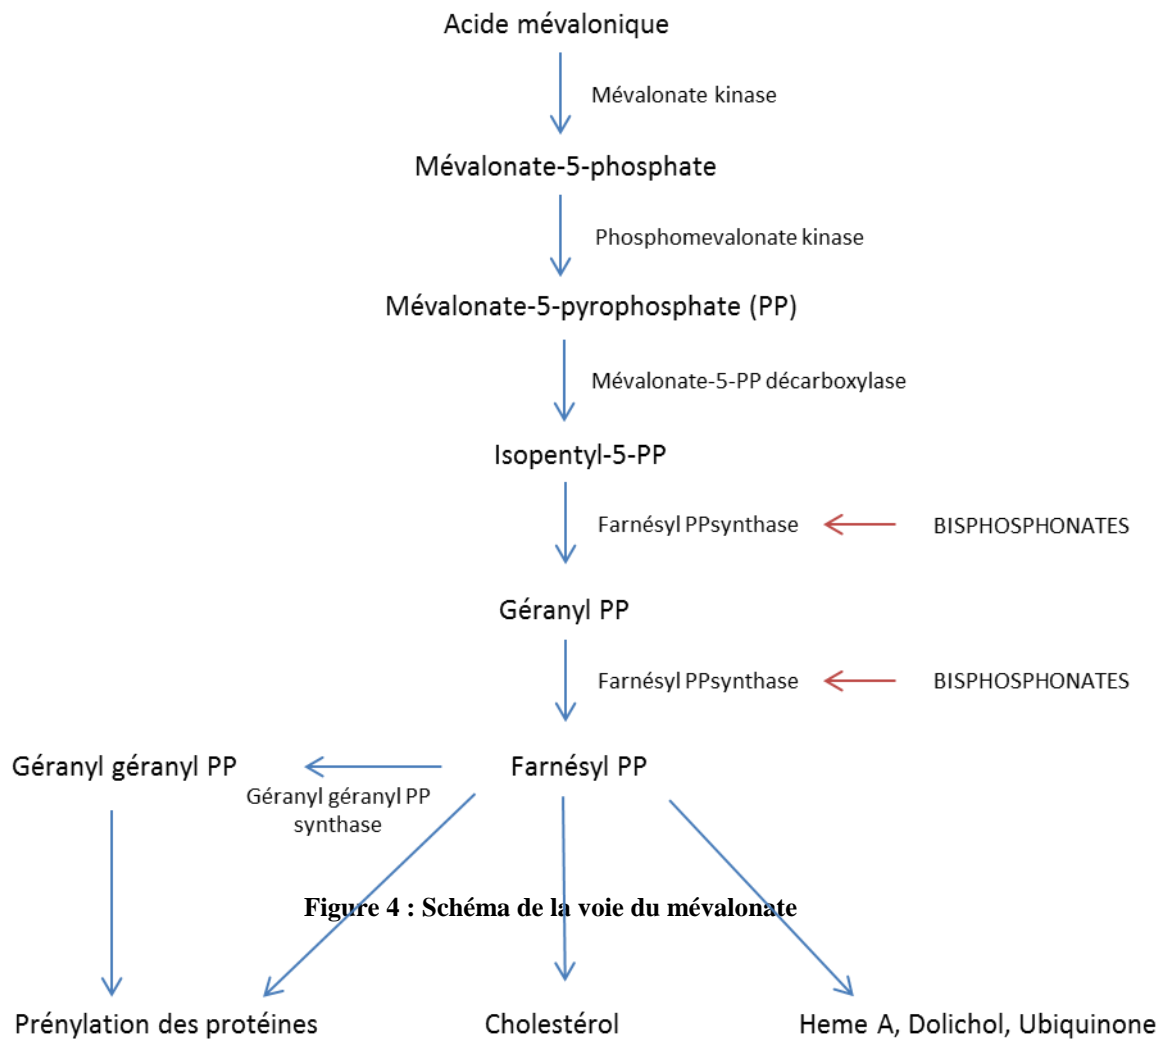 Acide mévalonique
Mévalonate kinase
Mévalonate-5-phosphate
Phosphomevalonate kinase
Mévalonate-5-pyrophosphate (PP)
Mévalonate-5-PP décarboxylase
Isopentyl-5-PP
Farnésyl PPsynthase
BISPHOSPHONATES
Géranyl PP
Farnésyl PPsynthase
BISPHOSPHONATES
Géranyl géranyl PP
Farnésyl PP
Géranyl géranyl PP
synthase
Figure 4 : Schéma de la voie du mévalonate
Prénylation des protéines
Cholestérol
Heme A, Dolichol, Ubiquinone